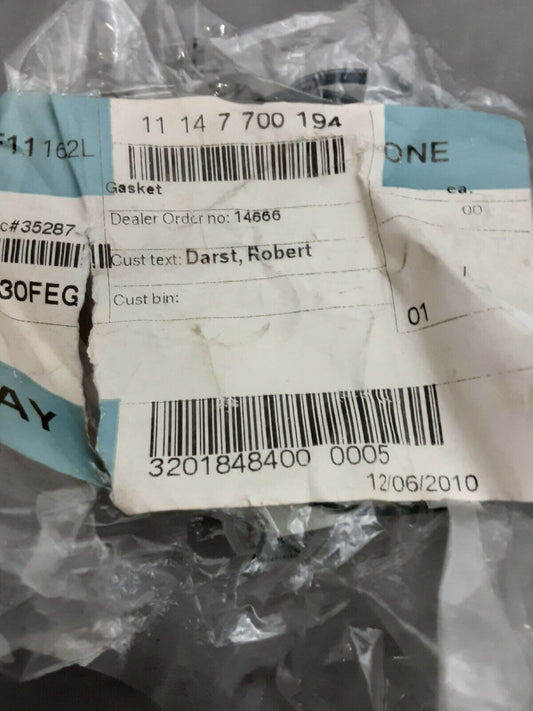 11 14 7 700 194
F11162L
ONE
Gasket
ea.
Dealer Order no: 14666
00
c#35287
Cust text: Darst, Robert
30FEG
Cust bin:
01
AY
3201848400 0005
12/06/2010